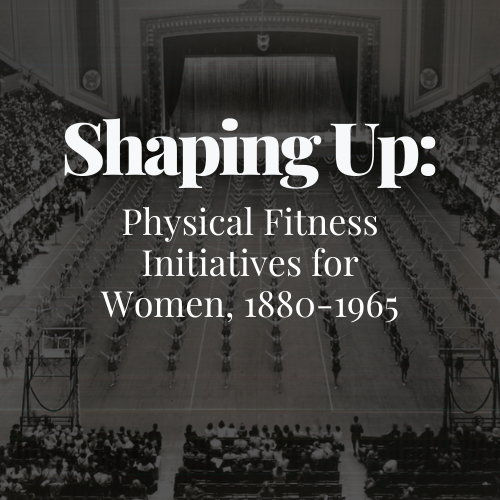 Shaping Up:
Physical Fitness
Initiatives for
Women, 1880-1965